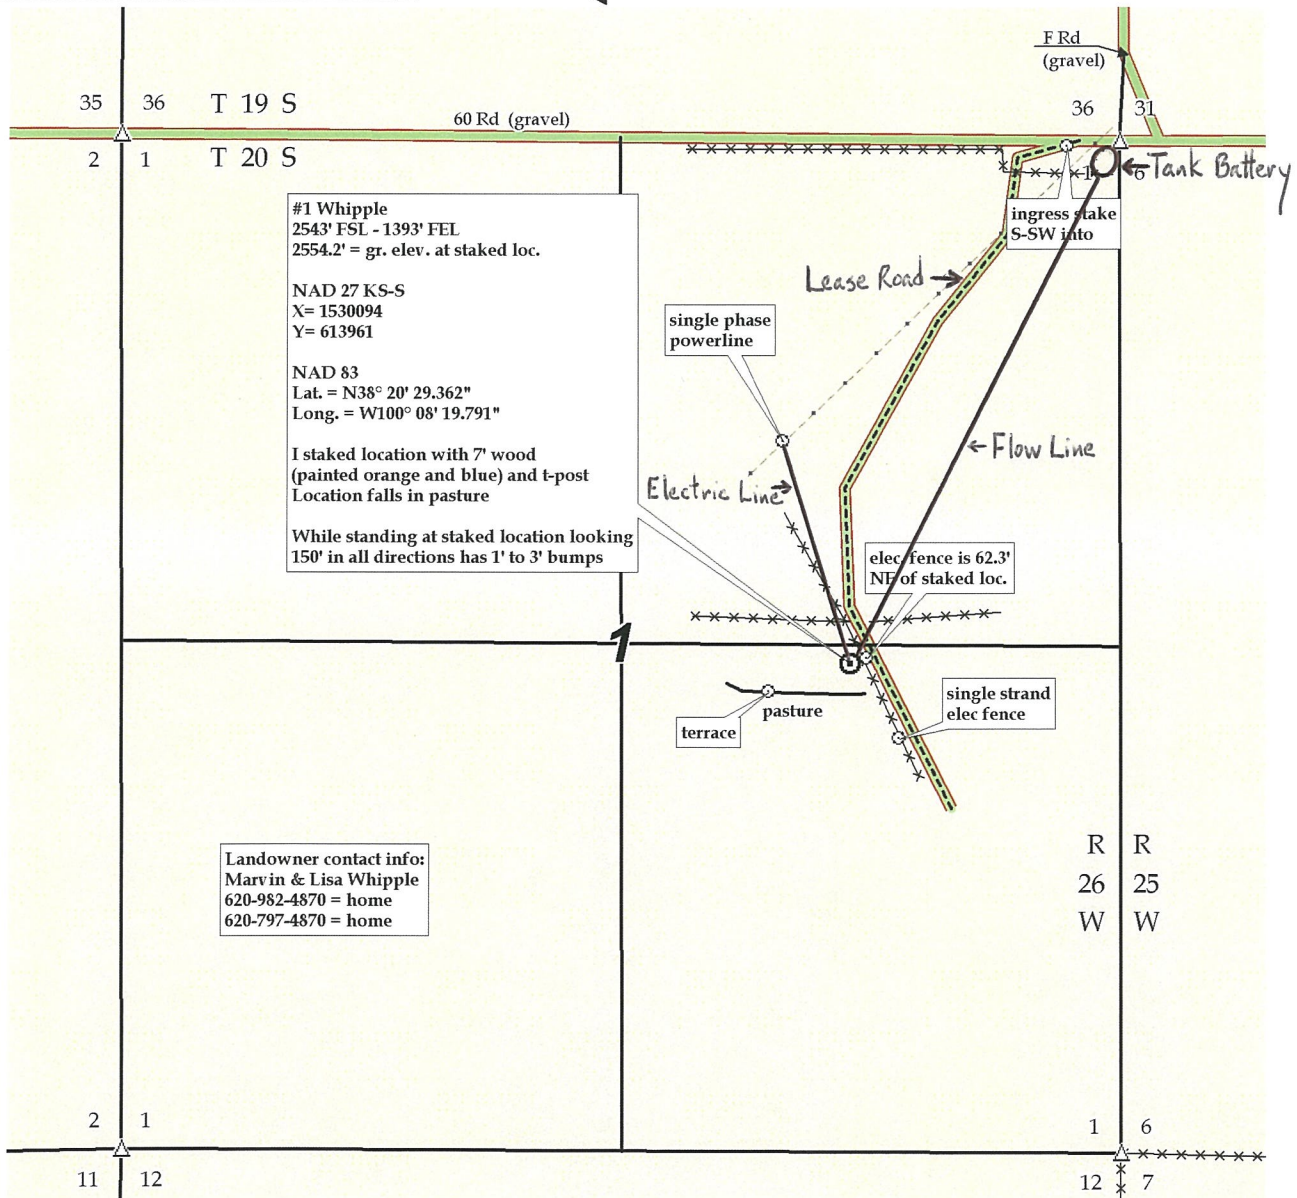 F Rd
(gravel)
35 36 T 19 S
36 31
60 Rd (gravel)
2 1 T 20 S
1 6
Tank Battery
ingress stake
S-SW into
#1 Whipple
2543' FSL - 1393' FEL
2554.2' = gr. elev. at staked loc.
NAD 27 KS-S
X= 1530094
Y= 613961
NAD 83
Lat. = N38° 20' 29.362"
Long. = W100° 08' 19.791"
I staked location with 7' wood
(painted orange and blue) and t-post
Location falls in pasture
While standing at staked location looking
150' in all directions has 1' to 3' bumps
Lease Road
single phase
powerline
Flow Line
Electric Line
elec fence is 62.3'
NE of staked loc.
1
single strand
elec fence
pasture
terrace
R R
26 25
W W
Landowner contact info:
Marvin & Lisa Whipple
620-982-4870 = home
620-797-4870 = home
2 1
1 6
11 12
12 7